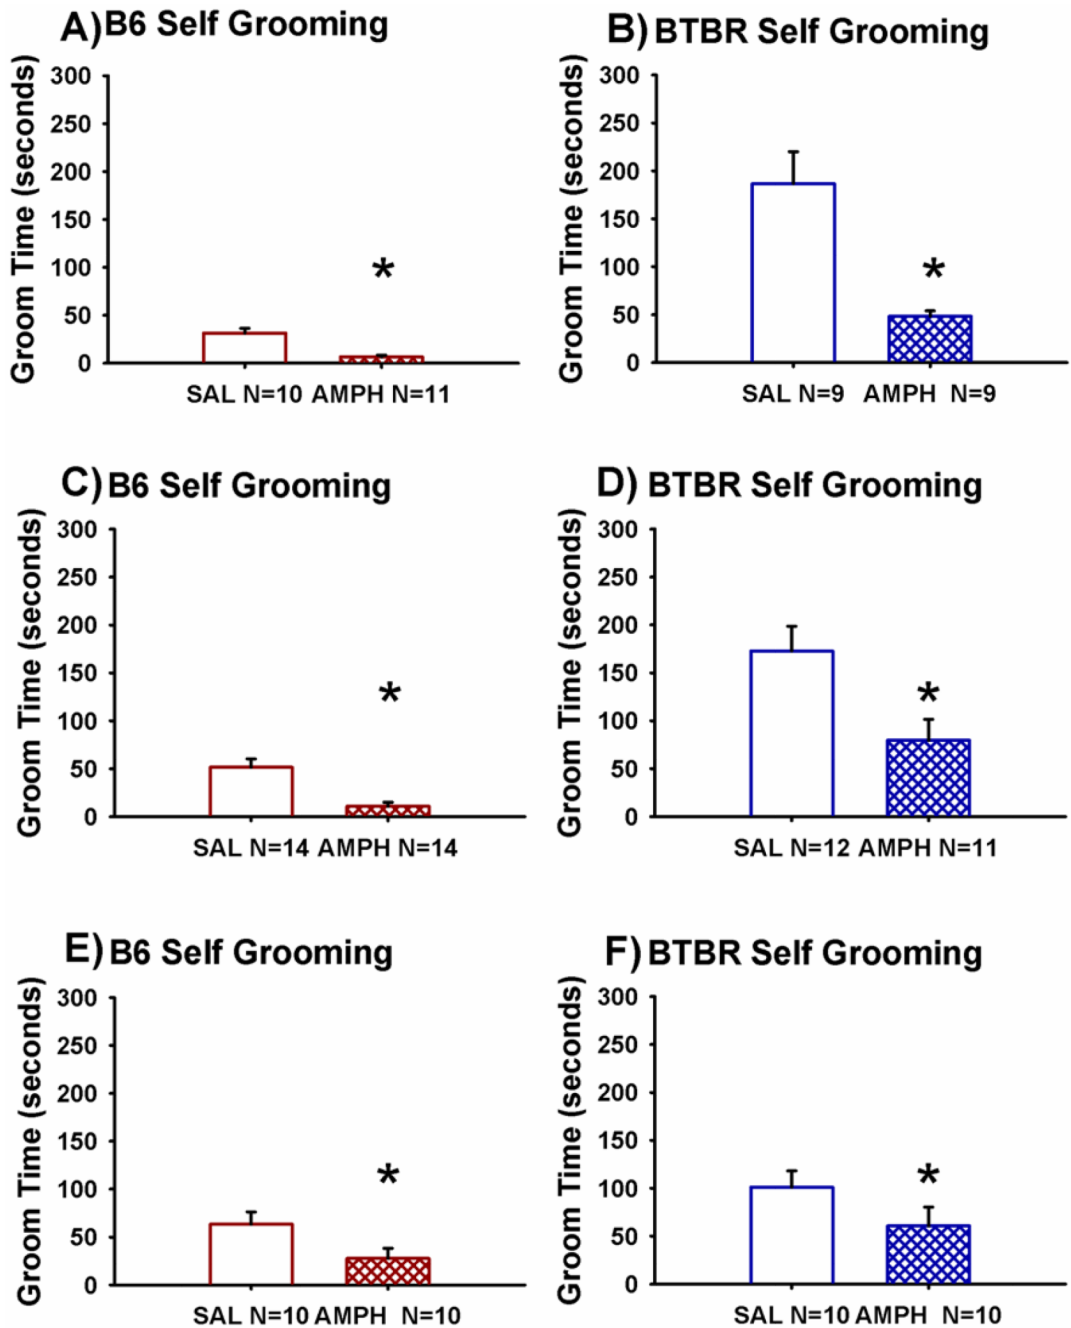 A) B6 Self Grooming
Groom Time (seconds)
300
250
200
150
100
50
0
*
SAL N=10 AMPH N=11
B) BTBR Self Grooming
Groom Time (seconds)
300
250
200
150
100
50
0
*
SAL N=9 AMPH N=9
C) B6 Self Grooming
Groom Time (seconds)
300
250
200
150
100
50
0
*
SAL N=14 AMPH N=14
D) BTBR Self Grooming
Groom Time (seconds)
300
250
200
150
100
50
0
*
SAL N=12 AMPH N=11
E) B6 Self Grooming
Groom Time (seconds)
300
250
200
150
100
50
0
*
SAL N=10 AMPH N=10
F) BTBR Self Grooming
Groom Time (seconds)
300
250
200
150
100
50
0
*
SAL N=10 AMPH N=10